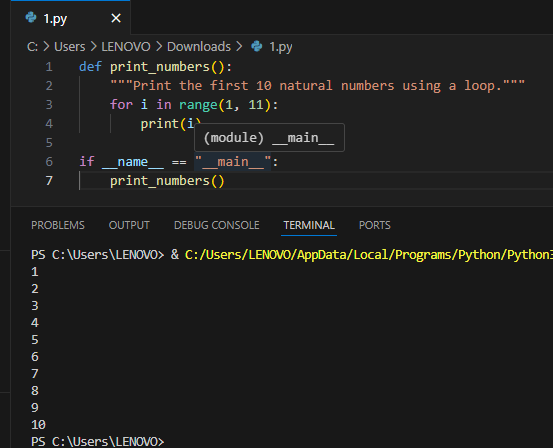 1.py
C: > Users > LENOVO > Downloads > 1.py
1 def print_numbers():
2     """Print the first 10 natural numbers using a loop."""
3     for i in range(1, 11):
4         print(i)
(module) __main__
5
6 if __name__ == "__main__":
7     print_numbers()
PROBLEMS OUTPUT DEBUG CONSOLE TERMINAL PORTS
PS C:\Users\LENOVO> & C:/Users/LENOVO/AppData/Local/Programs/Python/Python3
1
2
3
4
5
6
7
8
9
10
PS C:\Users\LENOVO>